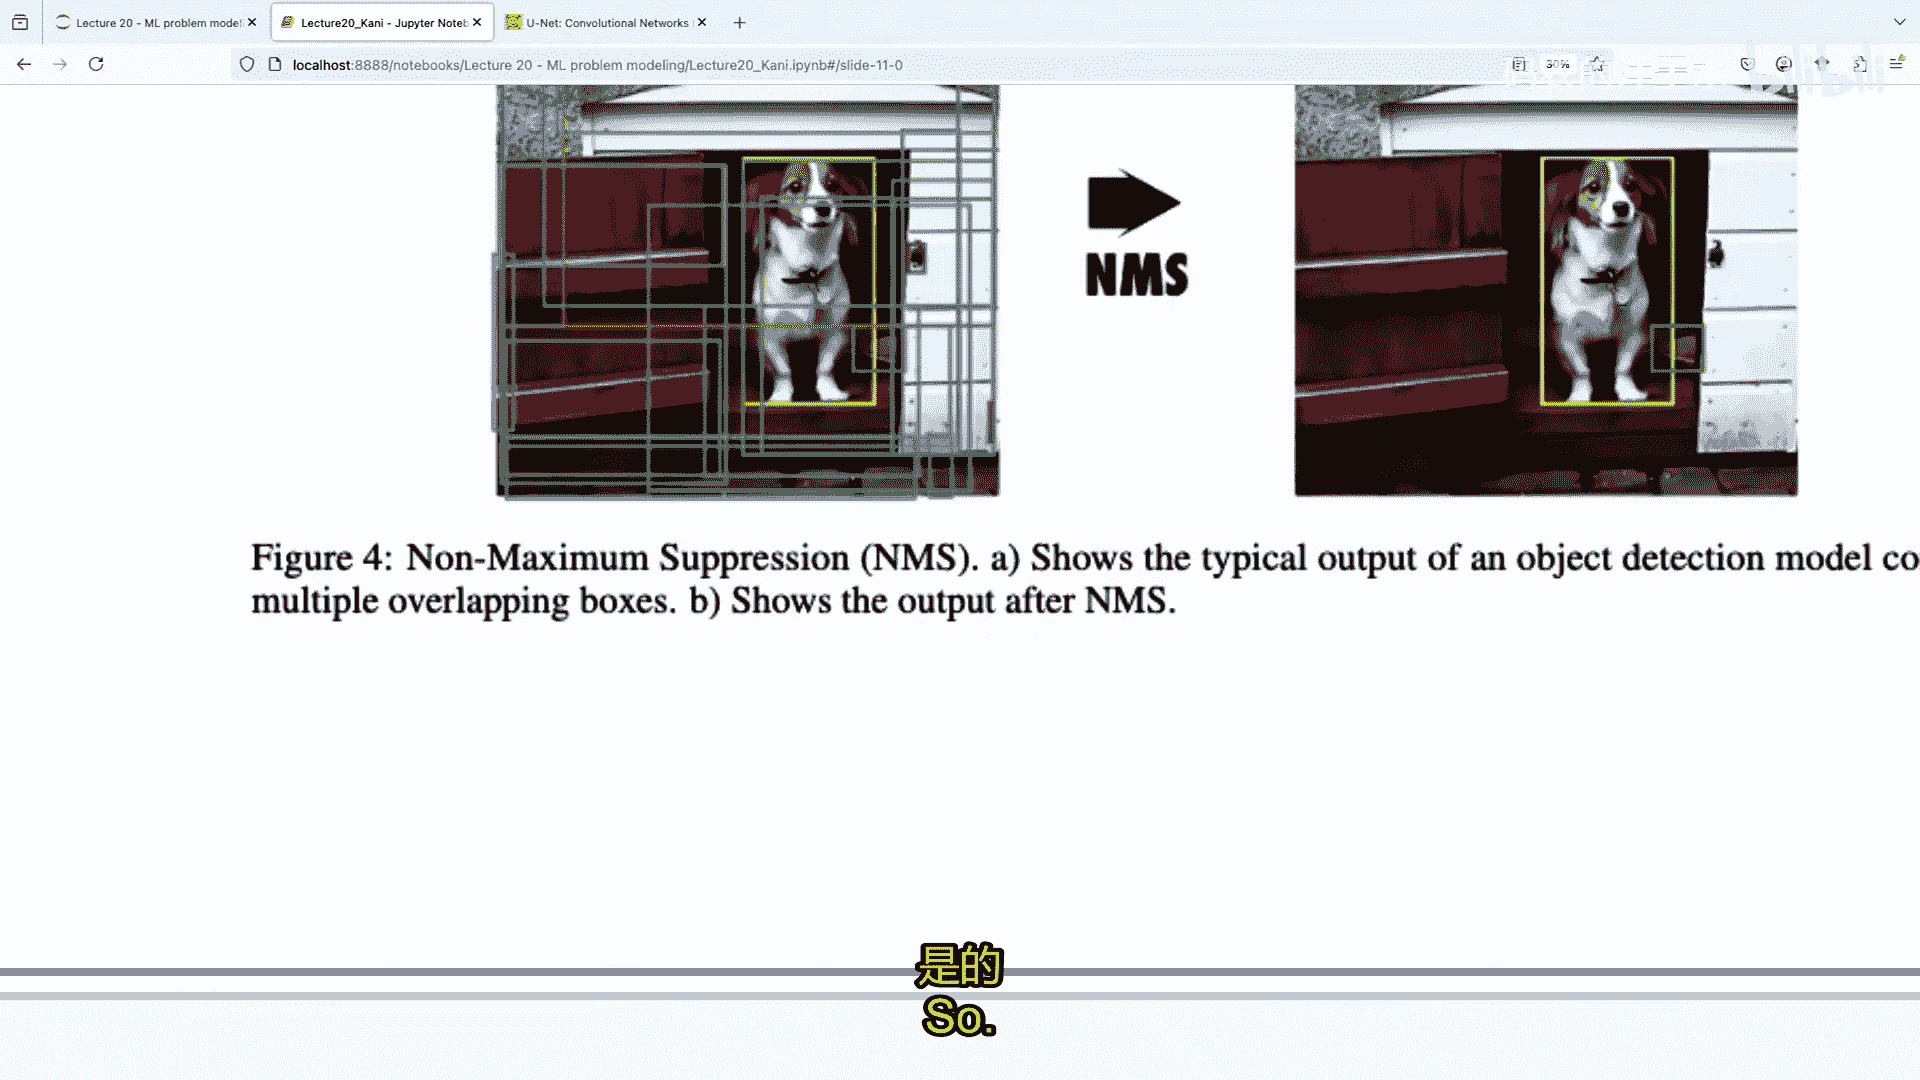 Lecture 20 - ML problem model
Lecture20_Kani - Jupyter Noteb
U-Net: Convolutional Networks
localhost:8888/notebooks/Lecture 20 - ML problem modeling/Lecture20_Kani.ipynb#/slide-11-0
30%
NMS
Figure 4: Non-Maximum Suppression (NMS). a) Shows the typical output of an object detection model co
multiple overlapping boxes. b) Shows the output after NMS.
是的
So.